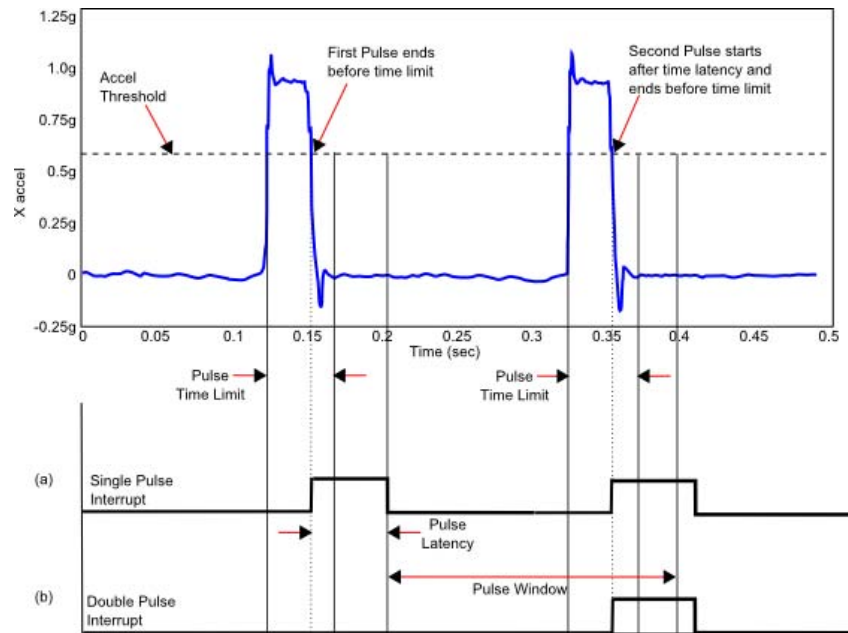 1.25g
1.0g
0.75g
0.5g
0.25g
0
-0.25g
X accel
Accel
Threshold
First Pulse ends
before time limit
Second Pulse starts
after time latency and
ends before time limit
0 0.05 0.1 0.15 0.2 0.25 0.3 0.35 0.4 0.45 0.5
Time (sec)
Pulse
Time Limit
Pulse
Time Limit
(a)
Single Pulse
Interrupt
Pulse
Latency
Pulse Window
(b)
Double Pulse
Interrupt